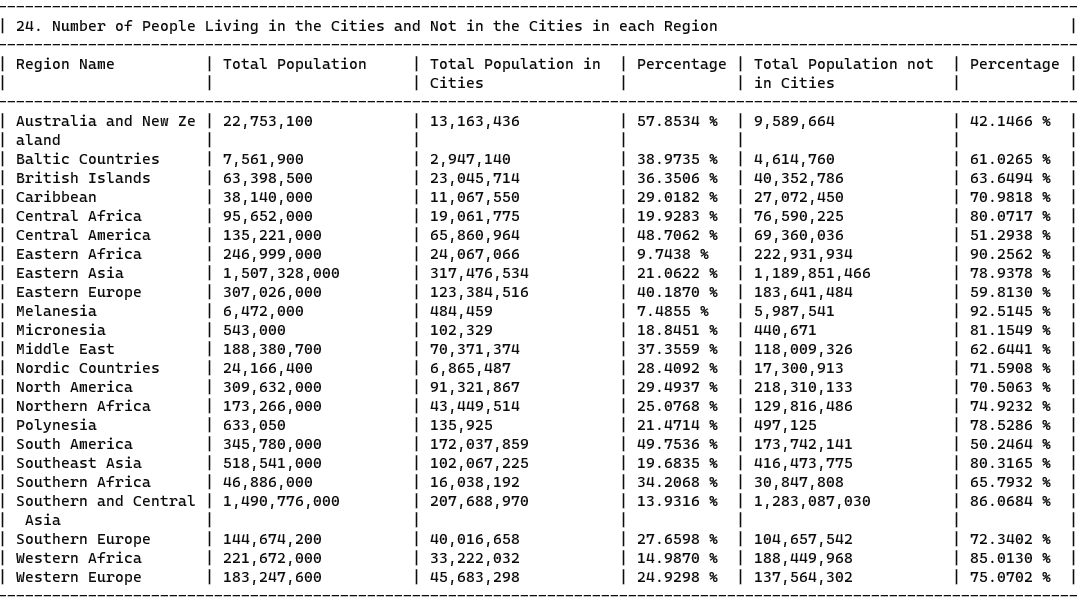 | 24. Number of People Living in the Cities and Not in the Cities in each Region |
| Region Name | Total Population | Total Population in | Percentage | Total Population not | Percentage |
| | | Cities | | in Cities | |
| Australia and New Ze | 22,753,100 | 13,163,436 | 57.8534 % | 9,589,664 | 42.1466 % |
| aland | | | | | |
| Baltic Countries | 7,561,900 | 2,947,140 | 38.9735 % | 4,614,760 | 61.0265 % |
| British Islands | 63,398,500 | 23,045,714 | 36.3506 % | 40,352,786 | 63.6494 % |
| Caribbean | 38,140,000 | 11,067,550 | 29.0182 % | 27,072,450 | 70.9818 % |
| Central Africa | 95,652,000 | 19,061,775 | 19.9283 % | 76,590,225 | 80.0717 % |
| Central America | 135,221,000 | 65,860,964 | 48.7062 % | 69,360,036 | 51.2938 % |
| Eastern Africa | 246,999,000 | 24,067,066 | 9.7438 % | 222,931,934 | 90.2562 % |
| Eastern Asia | 1,507,328,000 | 317,476,534 | 21.0622 % | 1,189,851,466 | 78.9378 % |
| Eastern Europe | 307,026,000 | 123,384,516 | 40.1870 % | 183,641,484 | 59.8130 % |
| Melanesia | 6,472,000 | 484,459 | 7.4855 % | 5,987,541 | 92.5145 % |
| Micronesia | 543,000 | 102,329 | 18.8451 % | 440,671 | 81.1549 % |
| Middle East | 188,380,700 | 70,371,374 | 37.3559 % | 118,009,326 | 62.6441 % |
| Nordic Countries | 24,166,400 | 6,865,487 | 28.4092 % | 17,300,913 | 71.5908 % |
| North America | 309,632,000 | 91,321,867 | 29.4937 % | 218,310,133 | 70.5063 % |
| Northern Africa | 173,266,000 | 43,449,514 | 25.0768 % | 129,816,486 | 74.9232 % |
| Polynesia | 633,050 | 135,925 | 21.4714 % | 497,125 | 78.5286 % |
| South America | 345,780,000 | 172,037,859 | 49.7536 % | 173,742,141 | 50.2464 % |
| Southeast Asia | 518,541,000 | 102,067,225 | 19.6835 % | 416,473,775 | 80.3165 % |
| Southern Africa | 46,886,000 | 16,038,192 | 34.2068 % | 30,847,808 | 65.7932 % |
| Southern and Central | 1,490,776,000 | 207,688,970 | 13.9316 % | 1,283,087,030 | 86.0684 % |
| Asia | | | | | |
| Southern Europe | 144,674,200 | 40,016,658 | 27.6598 % | 104,657,542 | 72.3402 % |
| Western Africa | 221,672,000 | 33,222,032 | 14.9870 % | 188,449,968 | 85.0130 % |
| Western Europe | 183,247,600 | 45,683,298 | 24.9298 % | 137,564,302 | 75.0702 % |